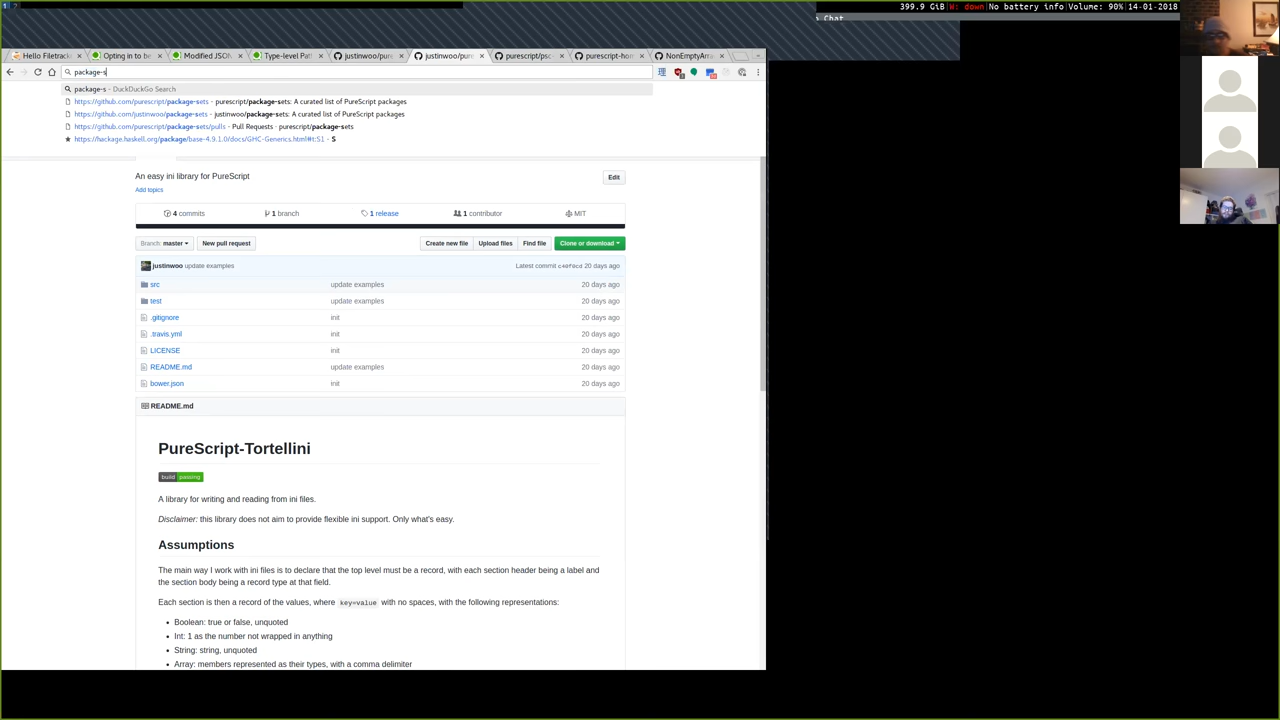 1 2
399.9 GiB|W: down|No battery info|Volume: 90%|14-01-2018
Chat
Hello Filetrack × Opting in to be × Modified JSON × Type-level Pat × justinwoo/pure × justinwoo/pure × purescript/psc × purescript-hom × NonEmptyArra ×
package-s
package-s - DuckDuckGo Search
https://github.com/purescript/package-sets - purescript/package-sets: A curated list of PureScript packages
https://github.com/justinwoo/package-sets - justinwoo/package-sets: A curated list of PureScript packages
https://github.com/purescript/package-sets/pulls - Pull Requests · purescript/package-sets
https://hackage.haskell.org/package/base-4.9.1.0/docs/GHC-Generics.html#t:S1 - S
An easy ini library for PureScript
Edit
Add topics
4 commits 1 branch 1 release 1 contributor MIT
Branch: master New pull request Create new file Upload files Find file Clone or download
justinwoo update examples Latest commit c40f0cd 20 days ago
src update examples 20 days ago
test update examples 20 days ago
.gitignore init 20 days ago
.travis.yml init 20 days ago
LICENSE init 20 days ago
README.md update examples 20 days ago
bower.json init 20 days ago
README.md
PureScript-Tortellini
build passing
A library for writing and reading from ini files.
Disclaimer: this library does not aim to provide flexible ini support. Only what's easy.
Assumptions
The main way I work with ini files is to declare that the top level must be a record, with each section header being a label and
the section body being a record type at that field.
Each section is then a record of the values, where key=value with no spaces, with the following representations:
• Boolean: true or false, unquoted
• Int: 1 as the number not wrapped in anything
• String: string, unquoted
• Array: members represented as their types, with a comma delimiter